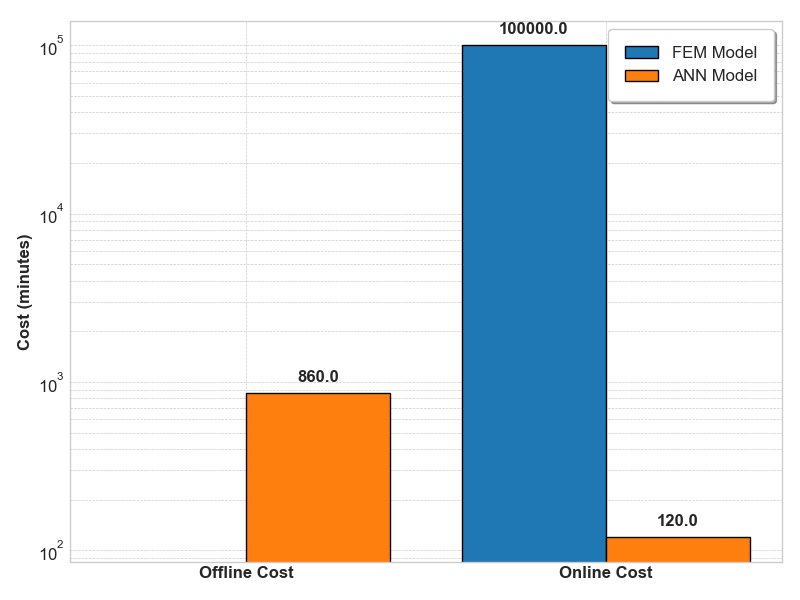 100000.0
FEM Model
ANN Model
10^5
10^4
Cost (minutes)
10^3
860.0
120.0
10^2
Offline Cost
Online Cost